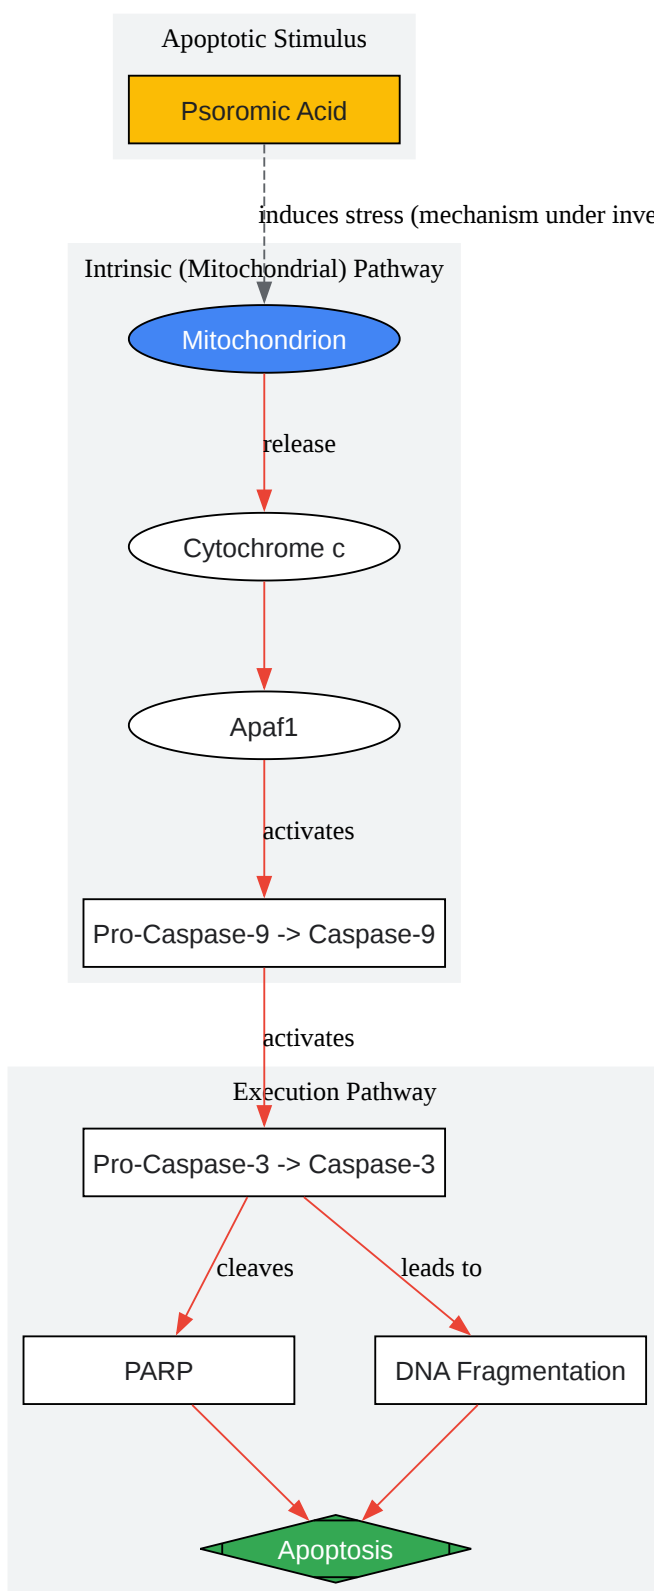 Apoptotic Stimulus
Psoromic Acid
induces stress (mechanism under inve
Intrinsic (Mitochondrial) Pathway
Mitochondrion
release
Cytochrome c
Apaf1
activates
Pro-Caspase-9 -> Caspase-9
activates
Execution Pathway
Pro-Caspase-3 -> Caspase-3
cleaves
leads to
PARP
DNA Fragmentation
Apoptosis